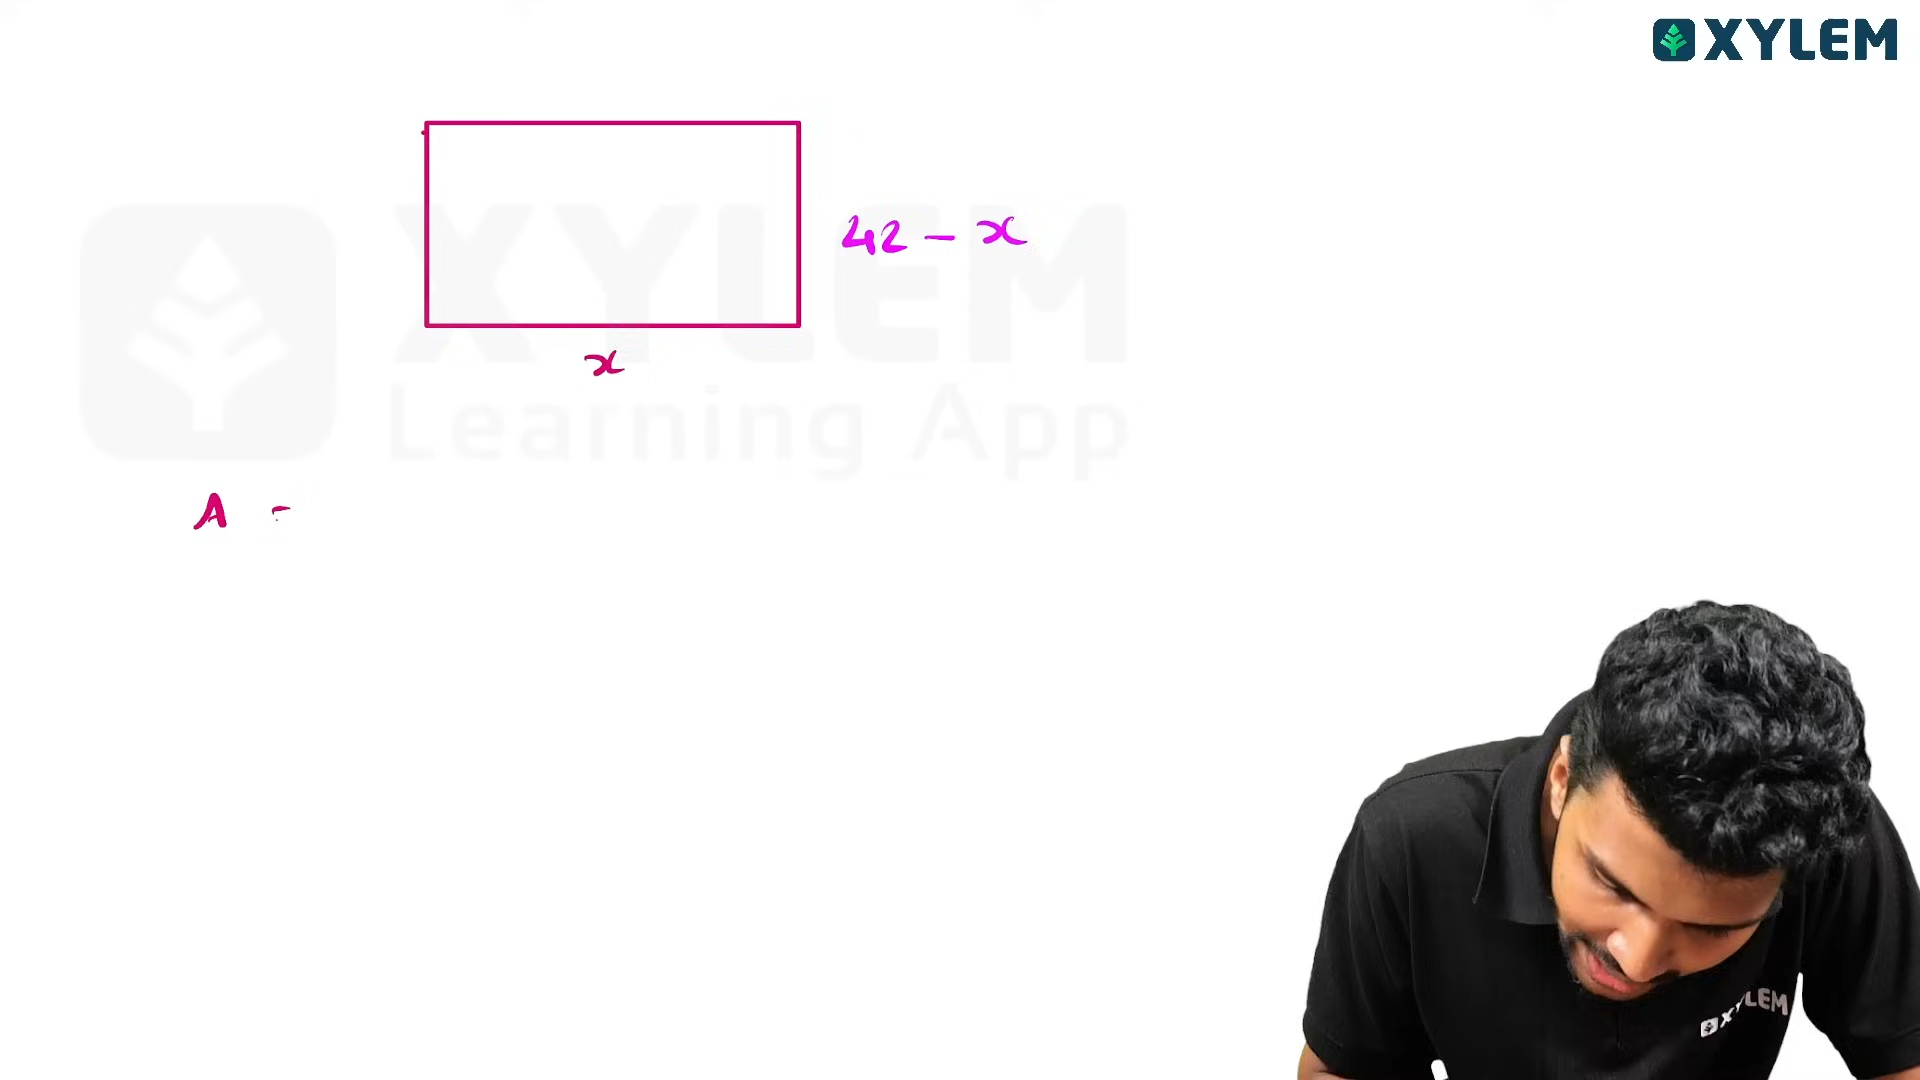 XYLEM
42 - x
XYLEM
x
Learning App
A =
XYLEM